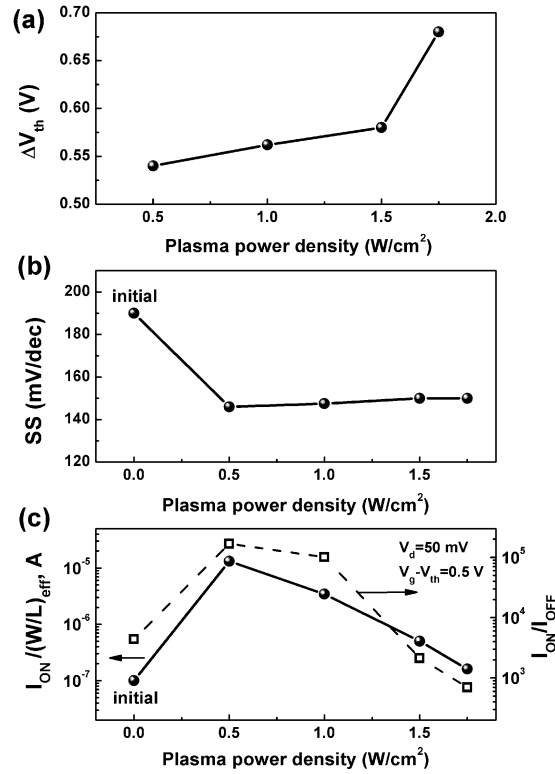 (a)
0.70
0.65
0.60
0.55
0.50
ΔV_th (V)
0.5 1.0 1.5 2.0
Plasma power density (W/cm²)
(b)
initial
200
180
160
140
120
SS (mV/dec)
0.0 0.5 1.0 1.5
Plasma power density (W/cm²)
(c)
V_d=50 mV
V_g-V_th=0.5 V
10⁻⁵
10⁻⁶
10⁻⁷
I_ON/(W/L)_eff, A
initial
10⁵
10⁴
10³
I_ON/I_OFF
0.0 0.5 1.0 1.5
Plasma power density (W/cm²)